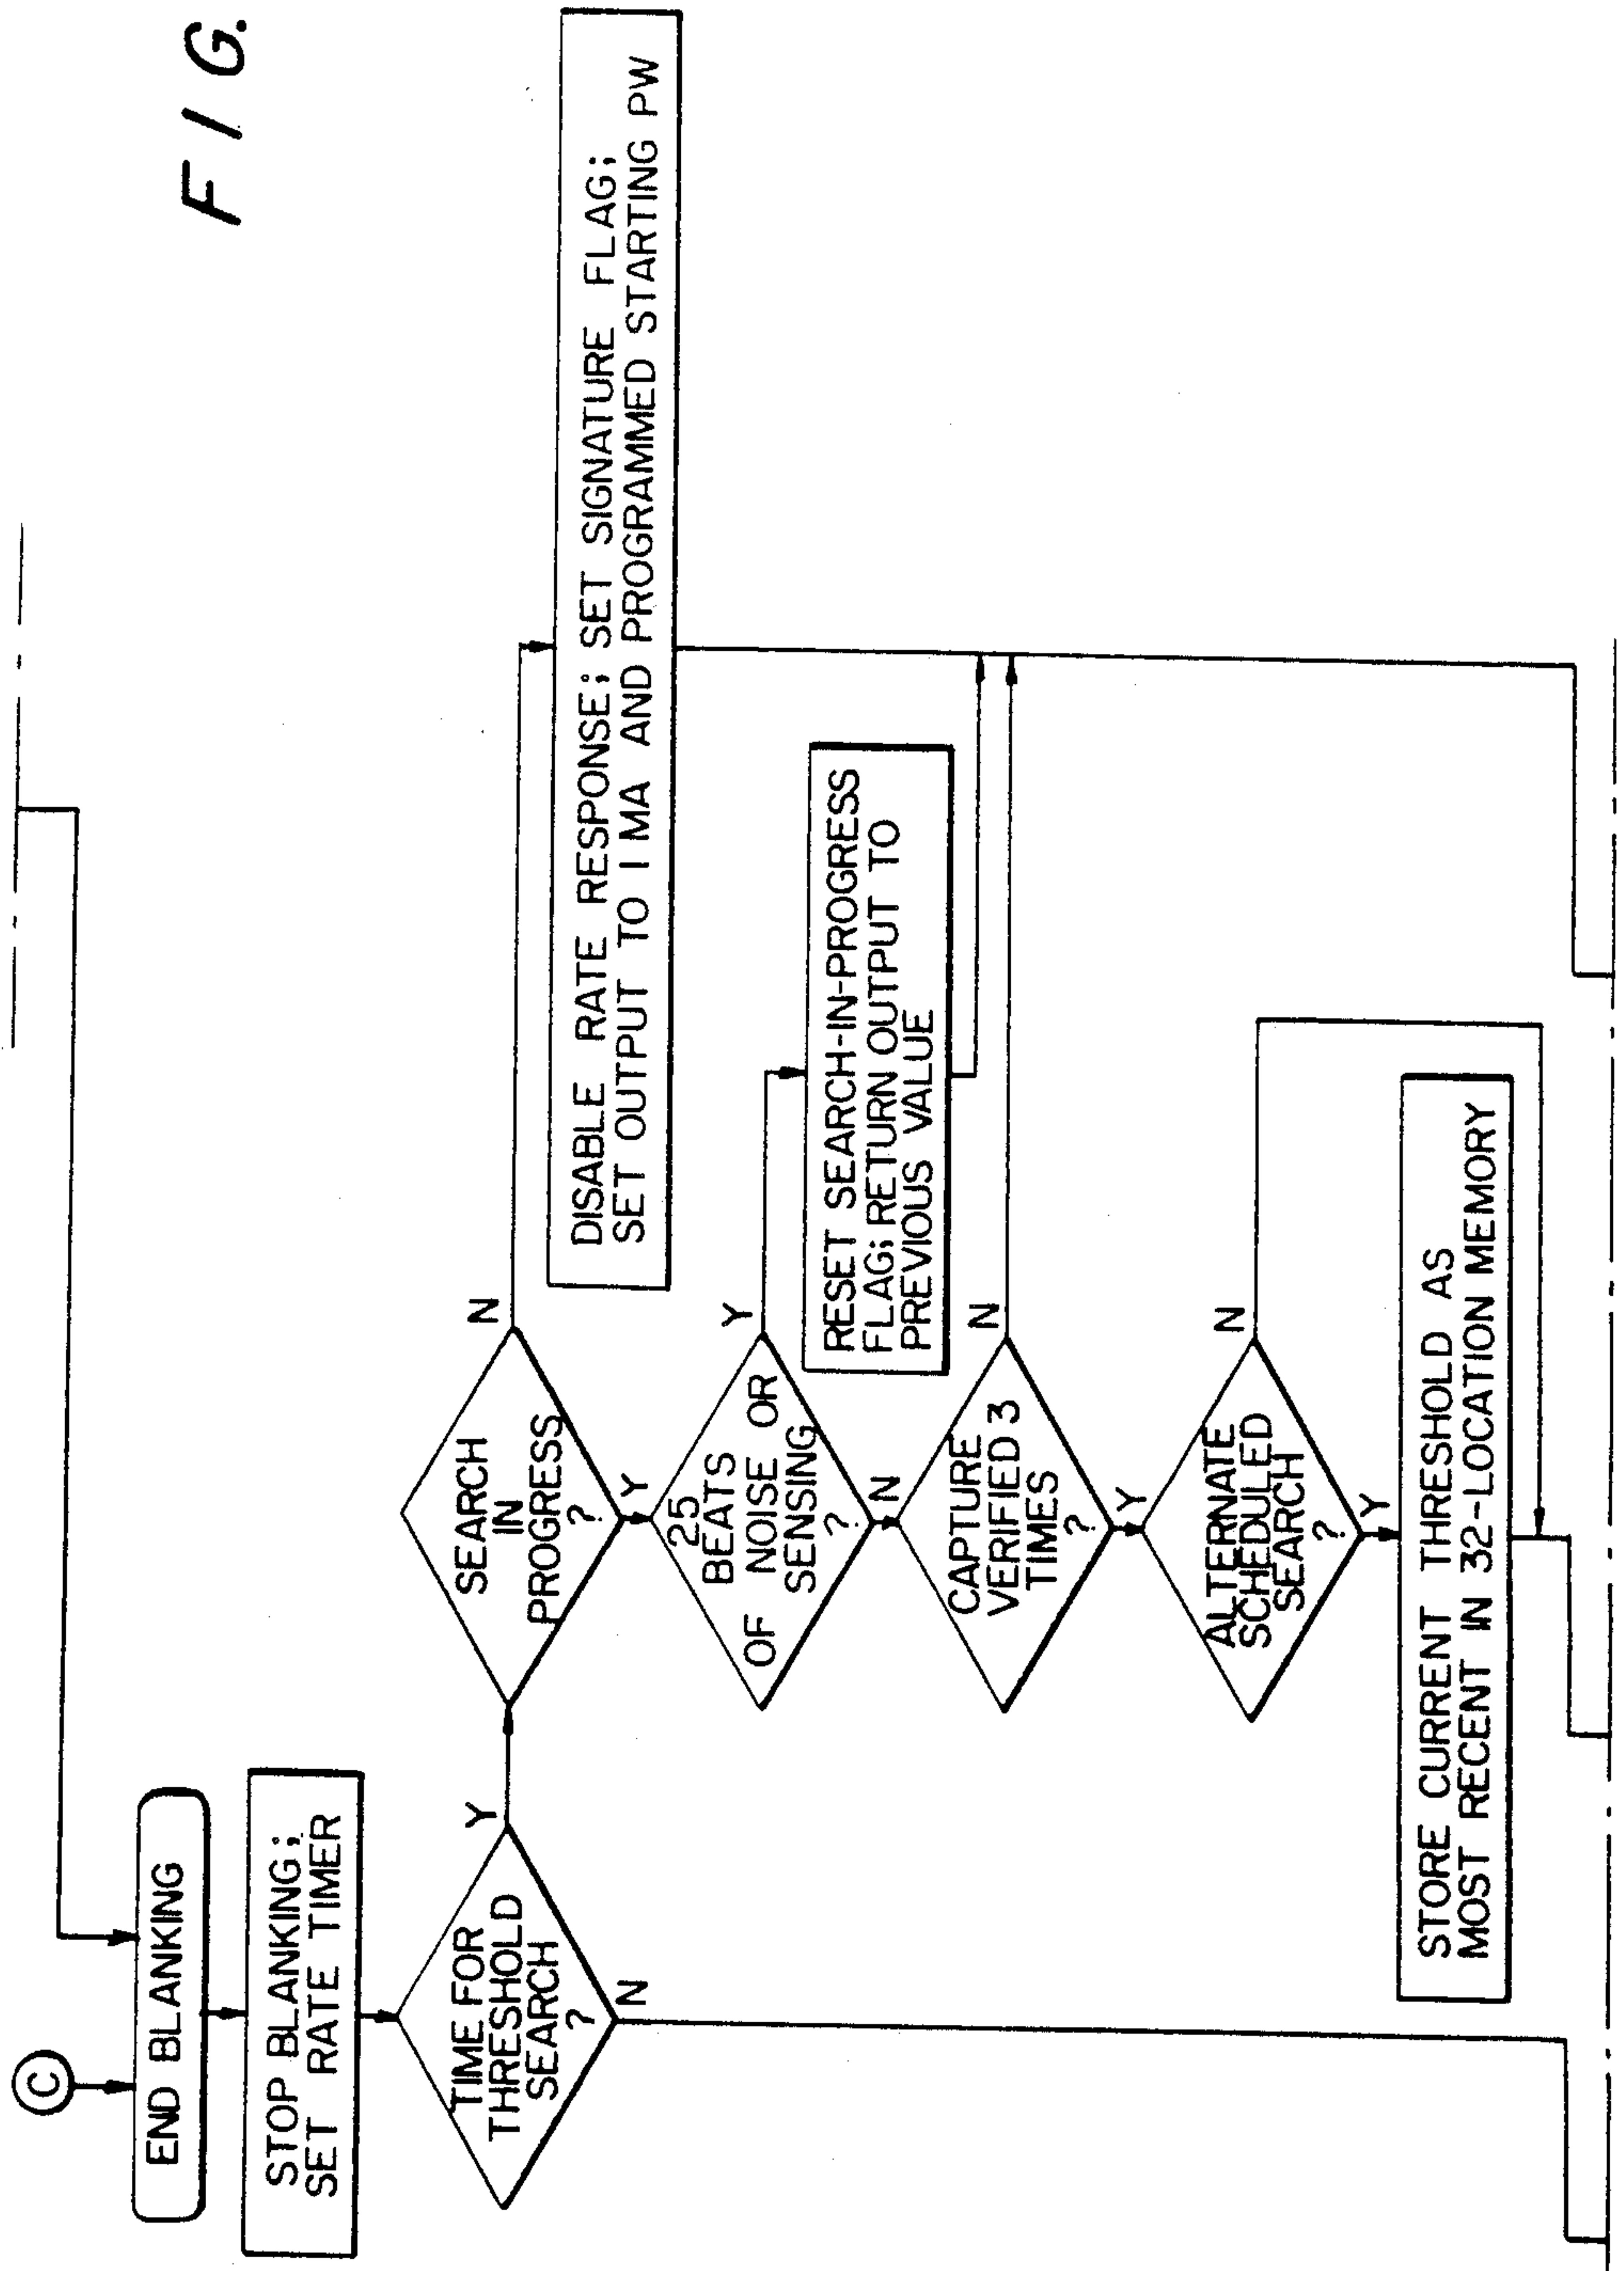 F I G.
C
END BLANKING
STOP BLANKING;
SET RATE TIMER
TIME FOR
THRESHOLD
SEARCH
?
Y
N
SEARCH
IN
PROGRESS
?
N
Y
DISABLE RATE RESPONSE; SET SIGNATURE FLAG;
SET OUTPUT TO I MA AND PROGRAMMED STARTING PW
25
BEATS
OF NOISE OR
SENSING
?
Y
N
RESET SEARCH-IN-PROGRESS
FLAG; RETURN OUTPUT TO
PREVIOUS VALUE
CAPTURE
VERIFIED 3
TIMES
?
N
Y
ALTERNATE
SCHEDULED
SEARCH
?
N
Y
STORE CURRENT THRESHOLD AS
MOST RECENT IN 32-LOCATION MEMORY